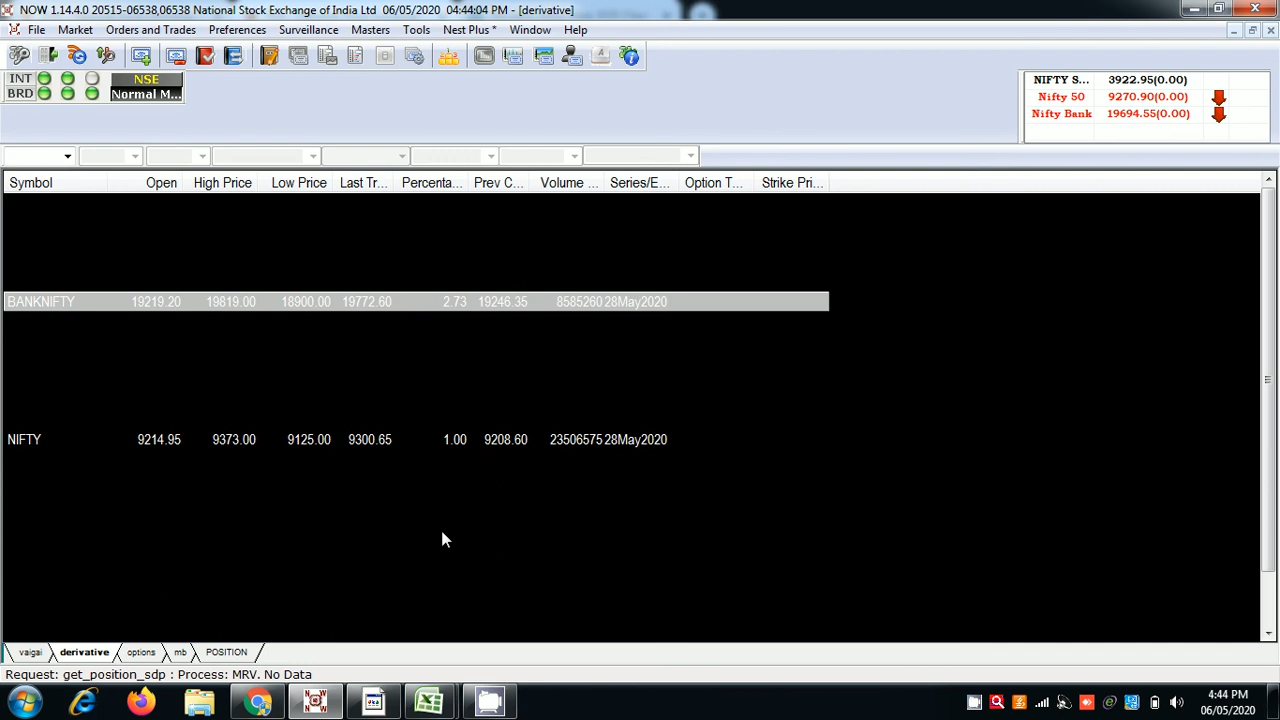 NOW 1.14.4.0 20515-06538,06538 National Stock Exchange of India Ltd 06/05/2020 04:44:04 PM - [derivative]
File Market Orders and Trades Preferences Surveillance Masters Tools Nest Plus * Window Help
INT NSE
BRD Normal M...
NIFTY S... 3922.95(0.00)
Nifty 50 9270.90(0.00)
Nifty Bank 19694.55(0.00)
Symbol Open High Price Low Price Last Tr... Percenta... Prev C... Volume ... Series/E... Option T... Strike Pri...
BANKNIFTY 19219.20 19819.00 18900.00 19772.60 2.73 19246.35 8585260 28May2020
NIFTY 9214.95 9373.00 9125.00 9300.65 1.00 9208.60 23506575 28May2020
vaigai derivative options mb POSITION
Request: get_position_sdp : Process: MRV. No Data
4:44 PM
06/05/2020